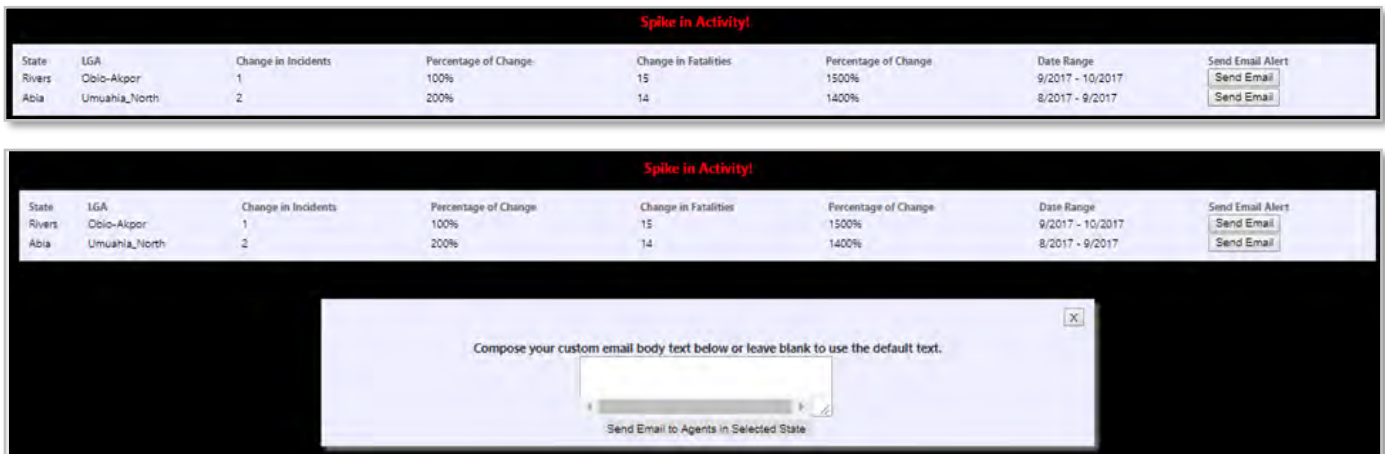 Spike in Activity!
State LGA Change in Incidents Percentage of Change Change in Fatalities Percentage of Change Date Range Send Email Alert
Rivers Obio-Akpor 1 100% 15 1500% 9/2017 - 10/2017 Send Email
Abia Umuahia_North 2 200% 14 1400% 8/2017 - 9/2017 Send Email
Spike in Activity!
State LGA Change in Incidents Percentage of Change Change in Fatalities Percentage of Change Date Range Send Email Alert
Rivers Obio-Akpor 1 100% 15 1500% 9/2017 - 10/2017 Send Email
Abia Umuahia_North 2 200% 14 1400% 8/2017 - 9/2017 Send Email
X
Compose your custom email body text below or leave blank to use the default text.
Send Email to Agents in Selected State